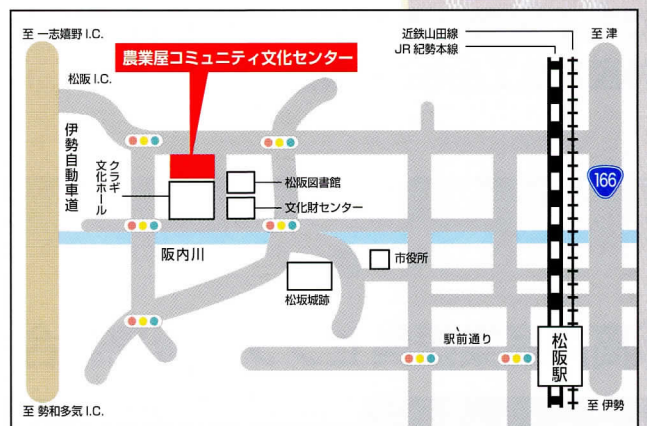 至 一志嬉野 I.C.
近鉄山田線
JR 紀勢本線
至 津
農業屋コミュニティ文化センター
松阪 I.C.
伊勢自動車道
クラギ
文化ホール
松阪図書館
文化財センター
166
阪内川
市役所
松坂城跡
駅前通り
松阪駅
至 勢和多気 I.C.
至 伊勢